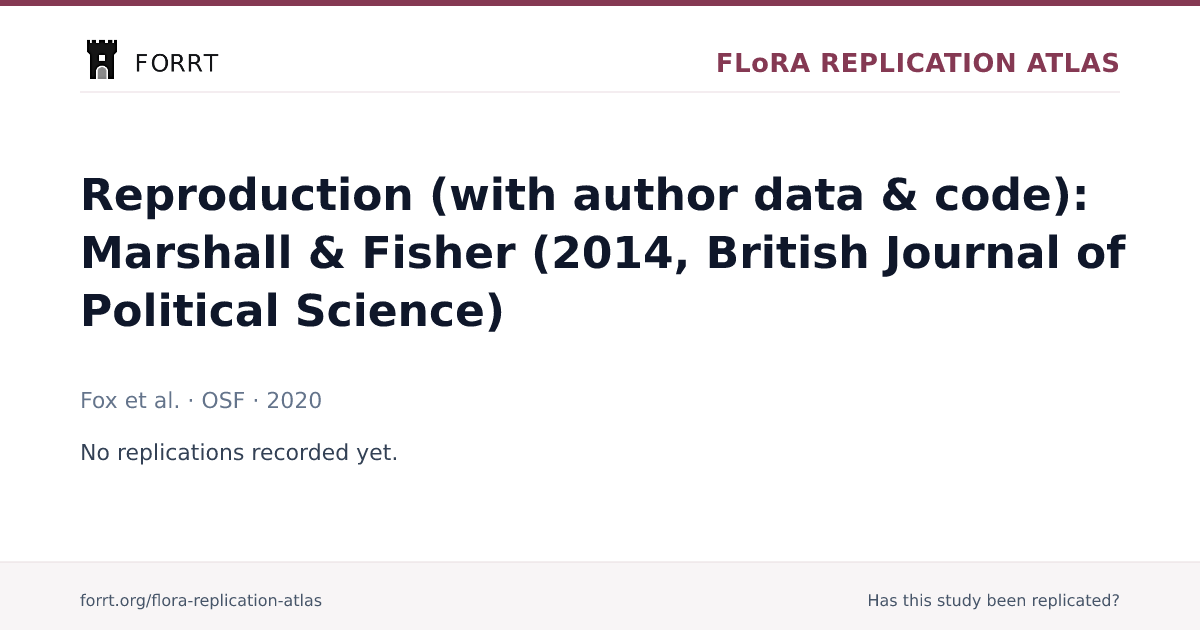 FORRT
FLoRA REPLICATION ATLAS
Reproduction (with author data & code):
Marshall & Fisher (2014, British Journal of
Political Science)
Fox et al. · OSF · 2020
No replications recorded yet.
forrt.org/flora-replication-atlas
Has this study been replicated?